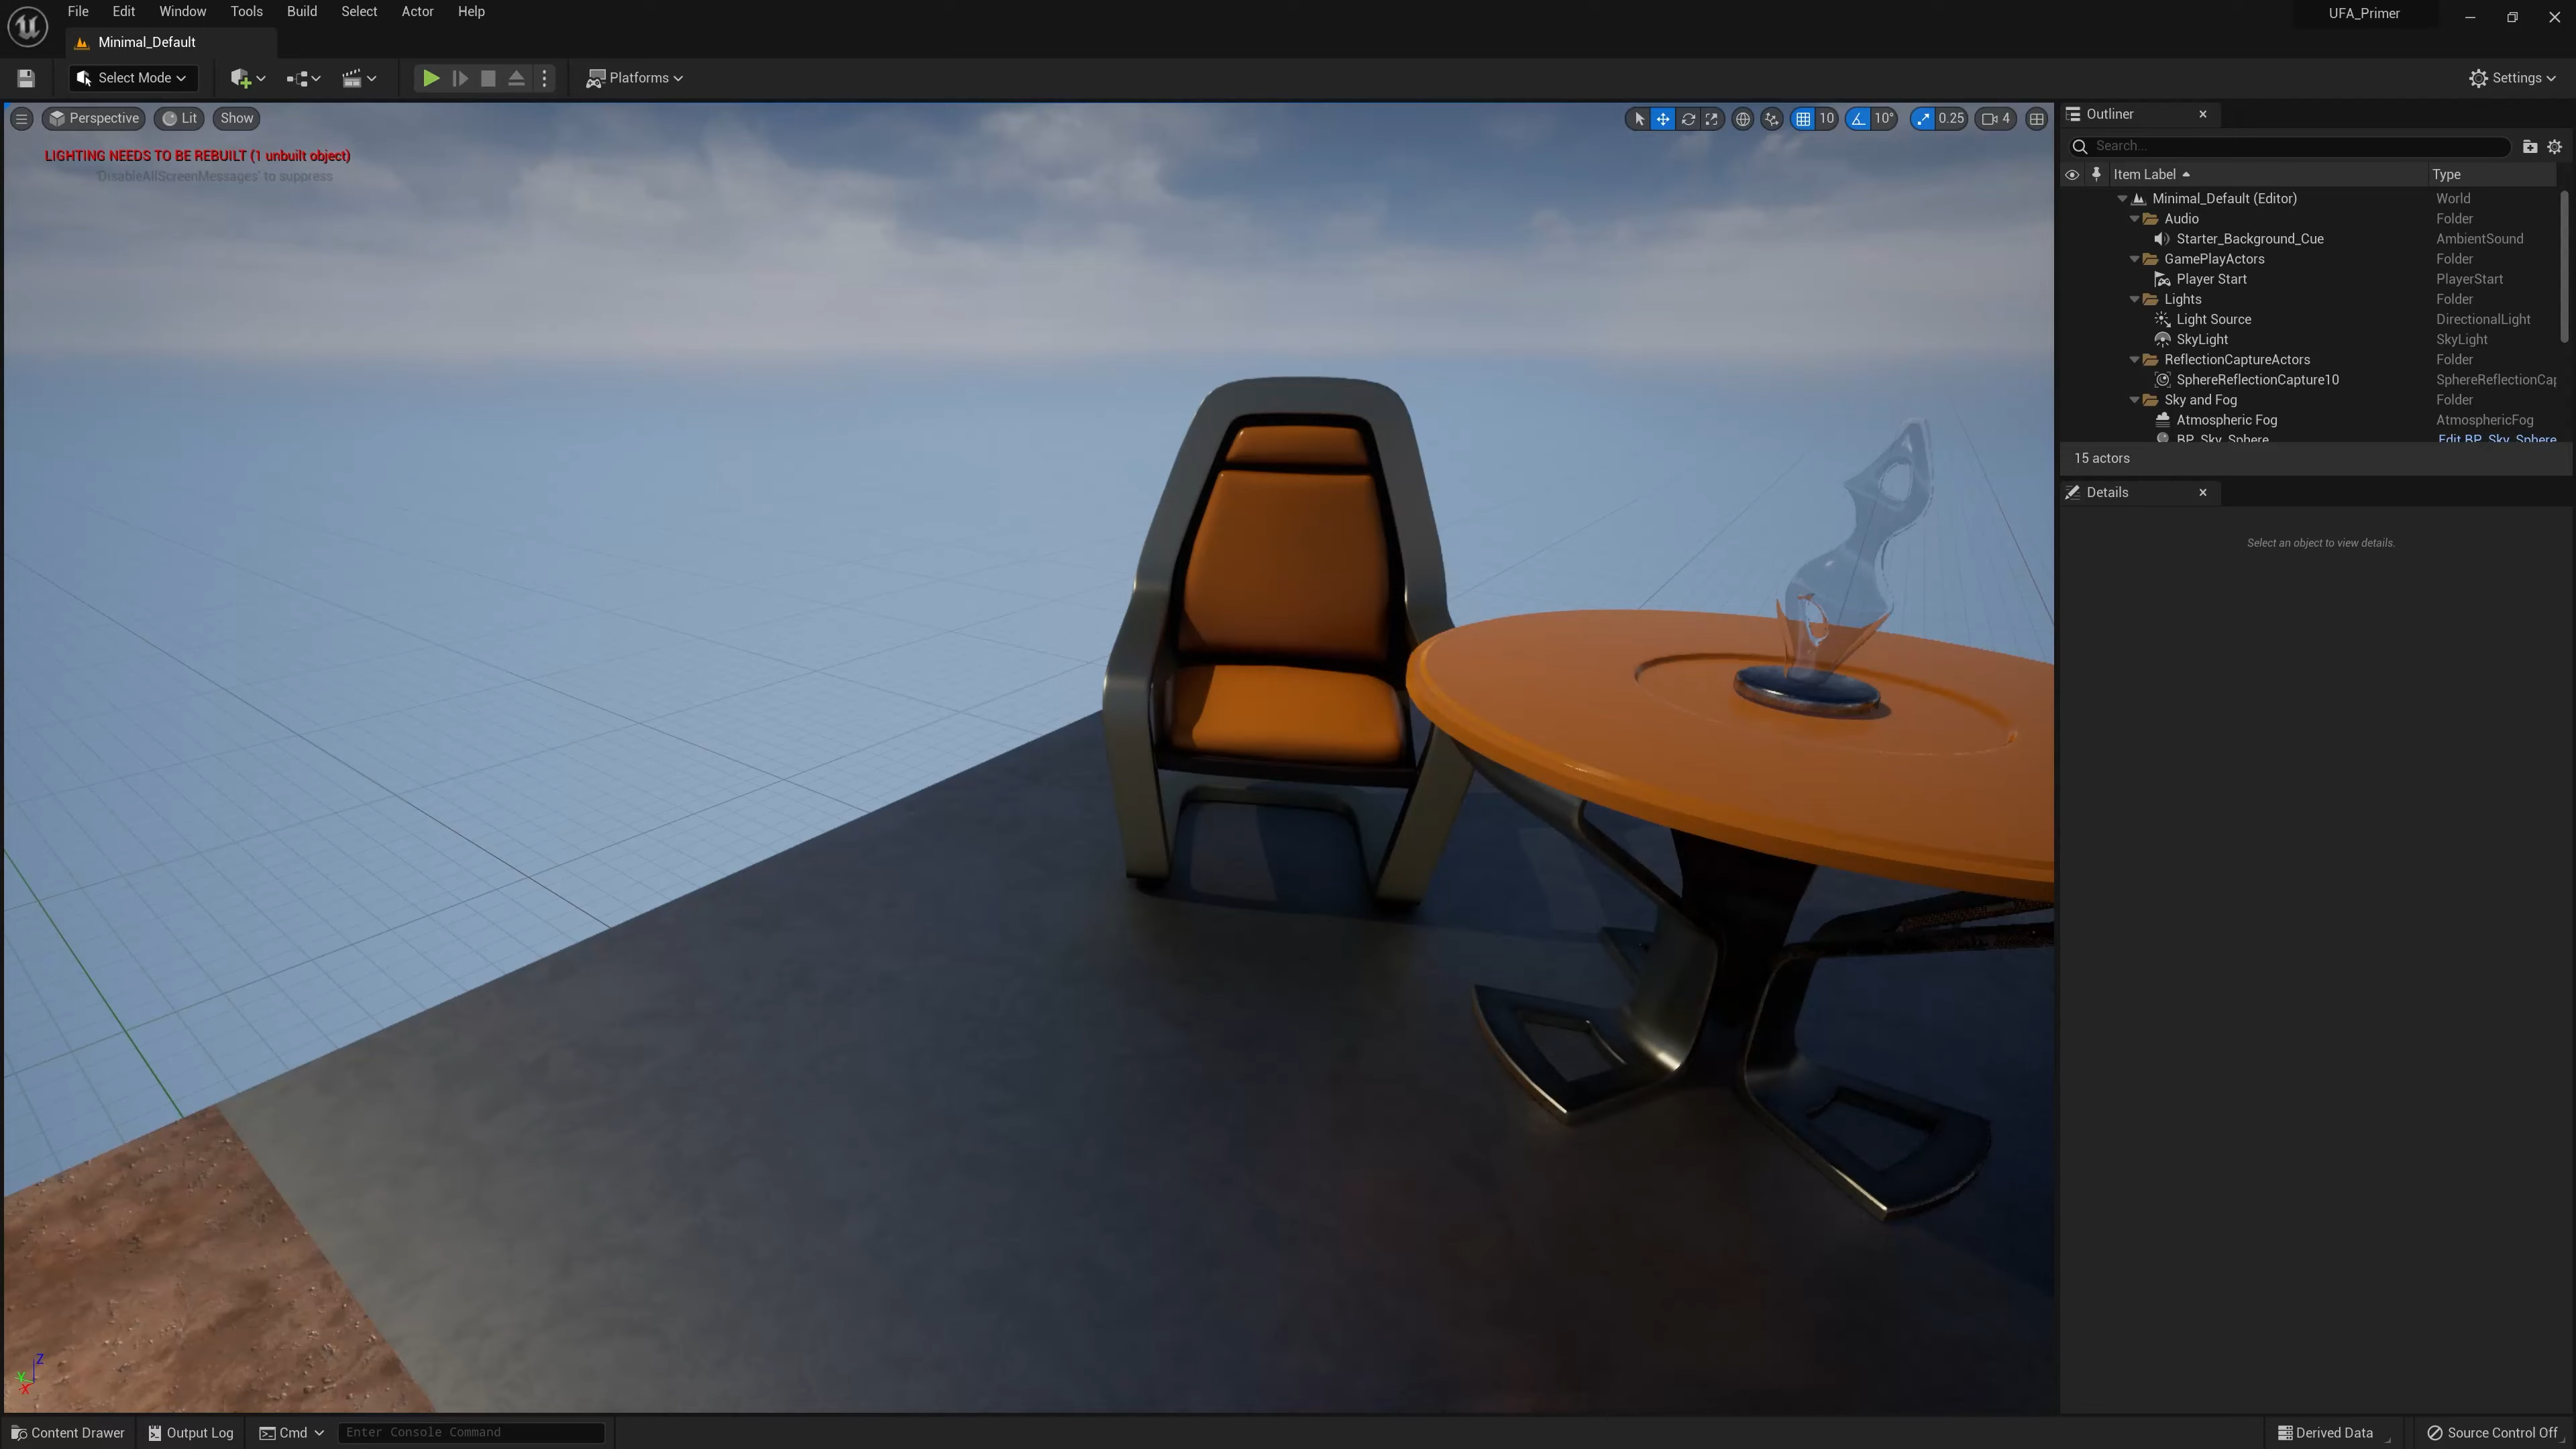 File Edit Window Tools Build Select Actor Help
UFA_Primer
Minimal_Default
Select Mode
Platforms
Settings
Perspective Lit Show
10 10° 0.25 4
LIGHTING NEEDS TO BE REBUILT (1 unbuilt object)
'DisableAllScreenMessages' to suppress
Outliner
Search...
Item Label Type
Minimal_Default (Editor) World
Audio Folder
Starter_Background_Cue AmbientSound
GamePlayActors Folder
Player Start PlayerStart
Lights Folder
Light Source DirectionalLight
SkyLight SkyLight
ReflectionCaptureActors Folder
SphereReflectionCapture10 SphereReflectionCap
Sky and Fog Folder
Atmospheric Fog AtmosphericFog
BP_Sky_Sphere Edit BP_Sky_Sphere
15 actors
Details
Select an object to view details.
Z
Y
X
Content Drawer Output Log Cmd Enter Console Command
Derived Data Source Control Off